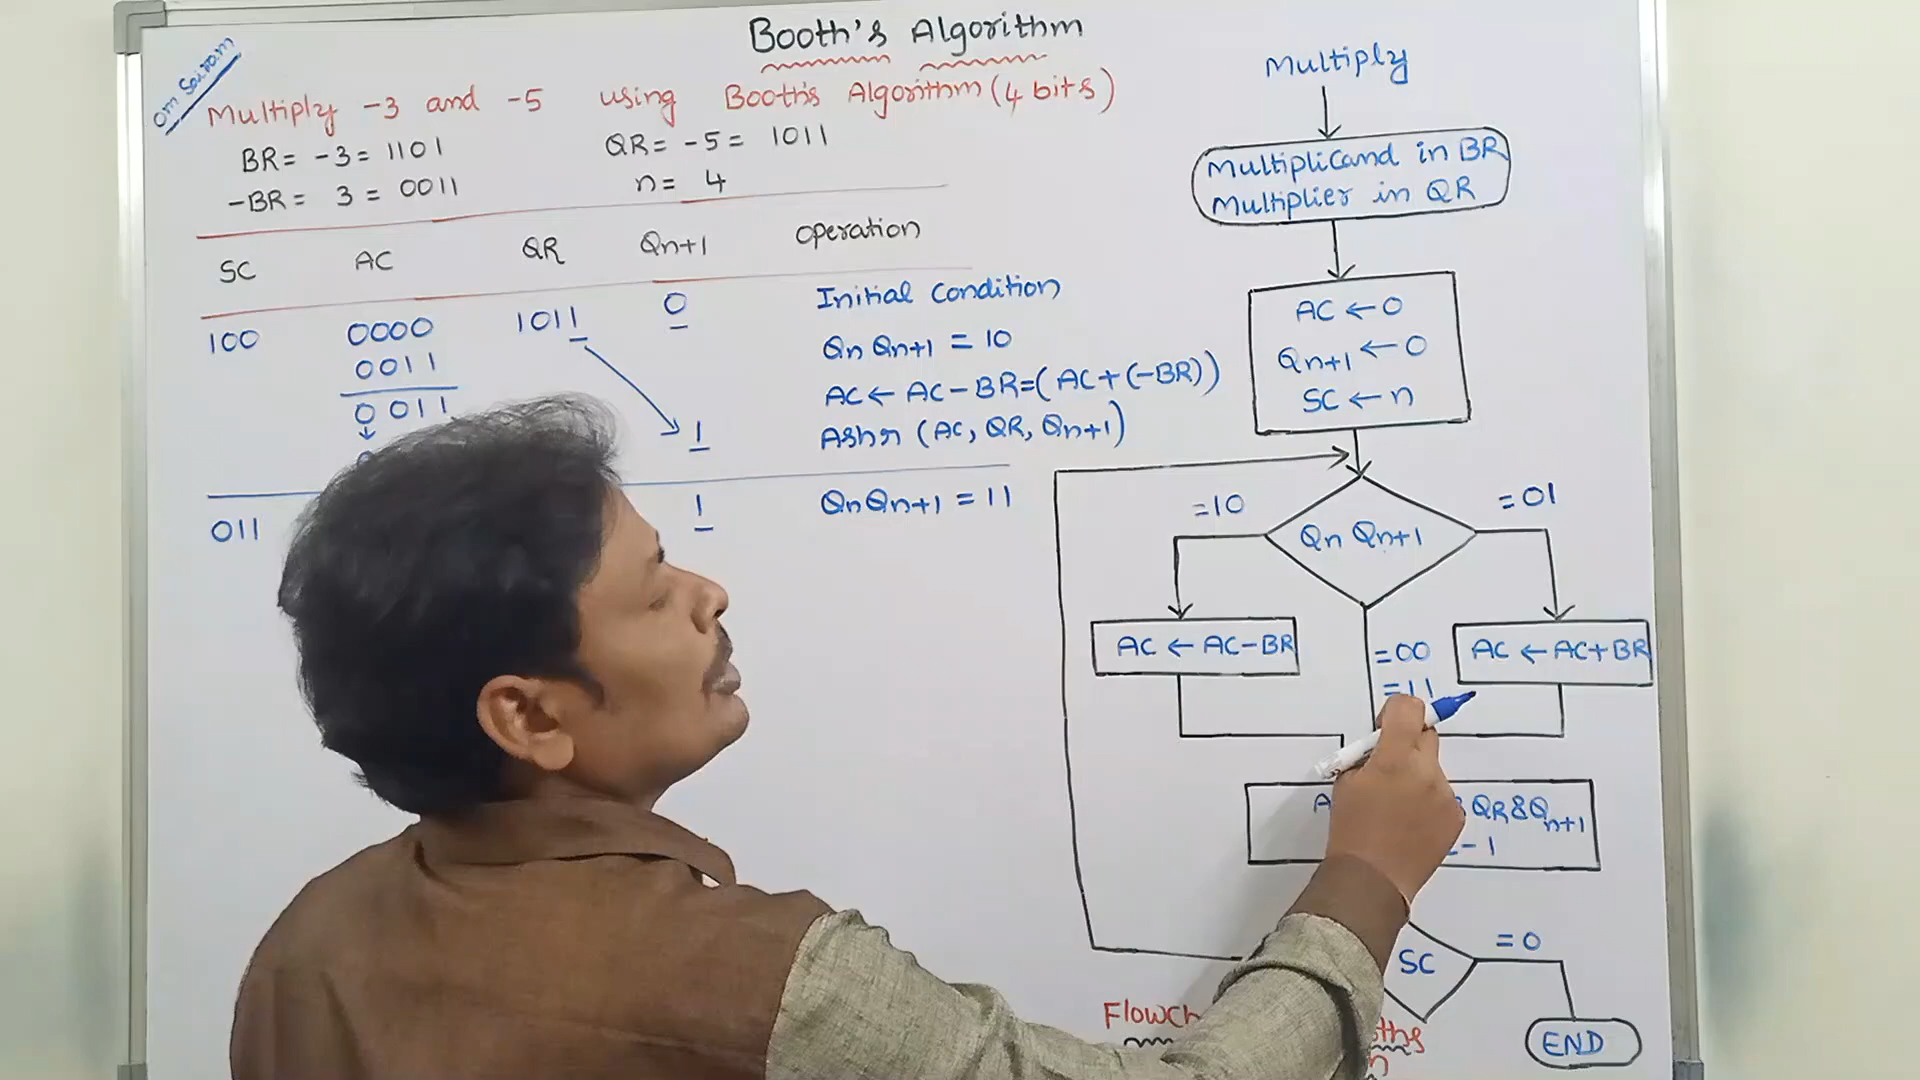 Booth's Algorithm
Om Sairam
Multiply -3 and -5 using Booth's Algorithm (4 bits)
BR = -3 = 1101
QR = -5 = 1011
-BR = 3 = 0011
n = 4
SC AC QR Qn+1 operation
100 0000 1011 0 Initial Condition
0011 QnQn+1 = 10
0011 AC ← AC - BR = (AC + (-BR))
1 Ashr (AC, QR, Qn+1)
011 1 QnQn+1 = 11
Multiply
Multiplicand in BR
Multiplier in QR
AC ← 0
Qn+1 ← 0
SC ← n
=10
Qn Qn+1
=01
AC ← AC-BR
=00
=11
AC ← AC+BR
QR&Qn+1
-1
SC
=0
END